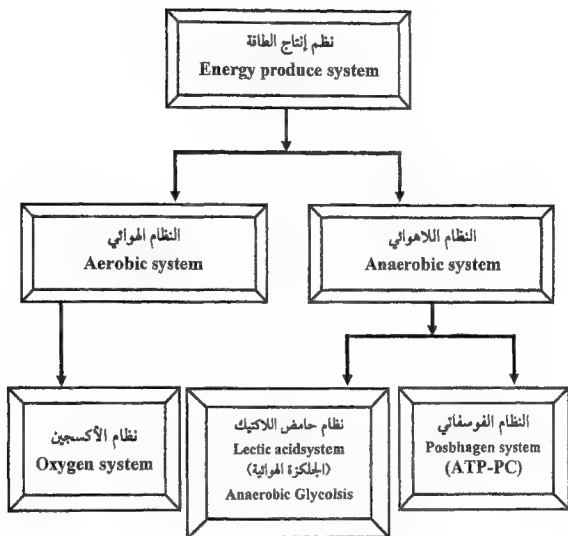 نظم إنتاج الطاقة
Energy produce system
النظام الهوائي
Aerobic system
النظام اللاهوائي
Anaerobic system
نظام الأكسجين
Oxygen system
نظام حامض اللاكتيك
Lectic acidsystem
(الجلكزة الهوائية)
Anaerobic Glycolsis
النظام الفوسفاتي
Posbhagen system
(ATP-PC)